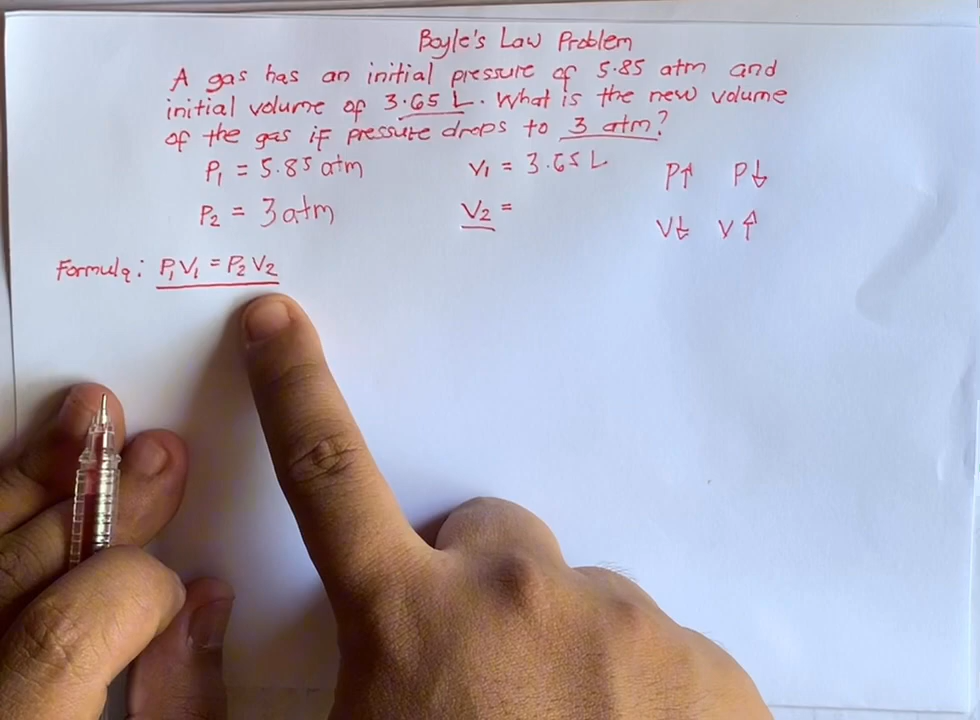 Boyle's Law Problem
A gas has an initial pressure of 5.85 atm and
initial volume of 3.65 L. What is the new volume
of the gas if pressure drops to 3 atm?
P₁ = 5.85 atm V₁ = 3.65 L P↑ P↓
P₂ = 3 atm V₂ = V↓ V↑
Formula: P₁V₁ = P₂V₂